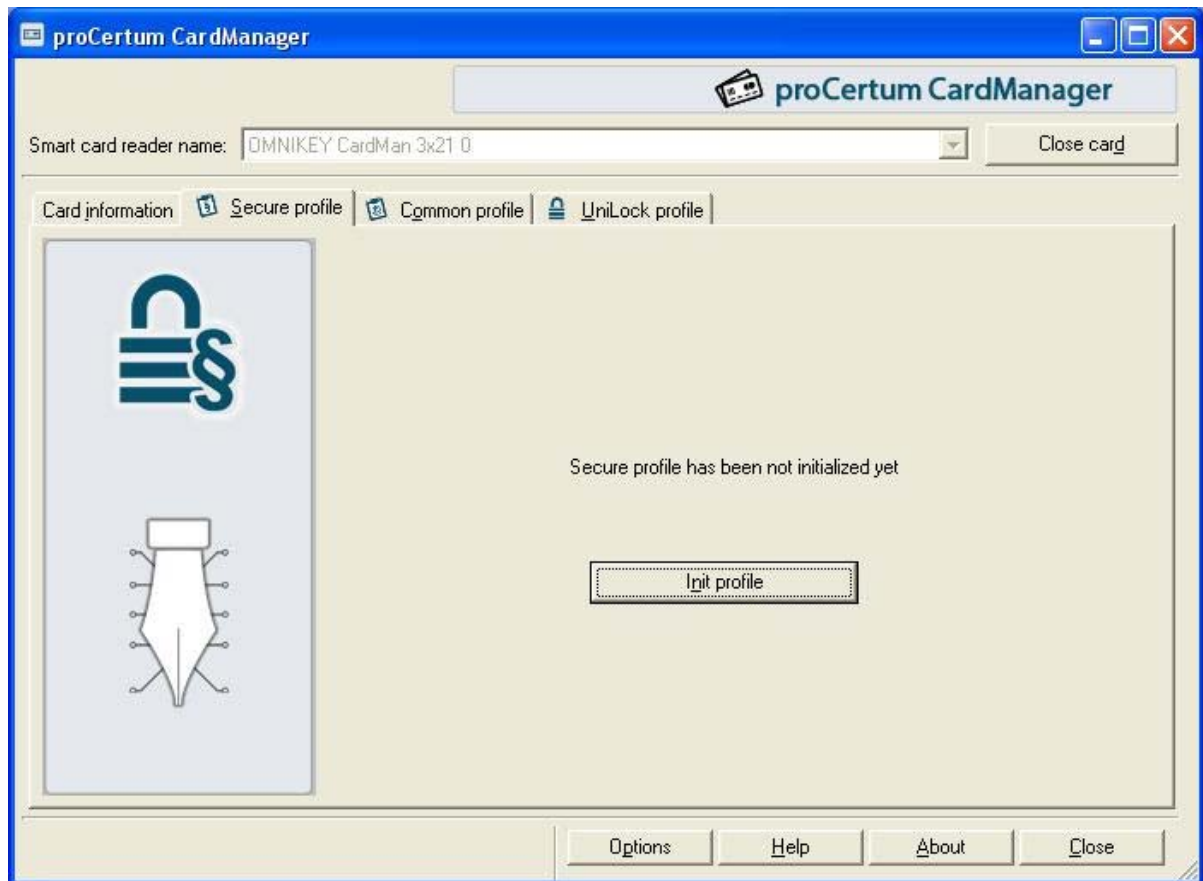 proCertum CardManager
proCertum CardManager
Smart card reader name: OMNIKEY CardMan 3x21 0 Close card
Card information Secure profile Common profile UniLock profile
Secure profile has been not initialized yet
Init profile
Options Help About Close